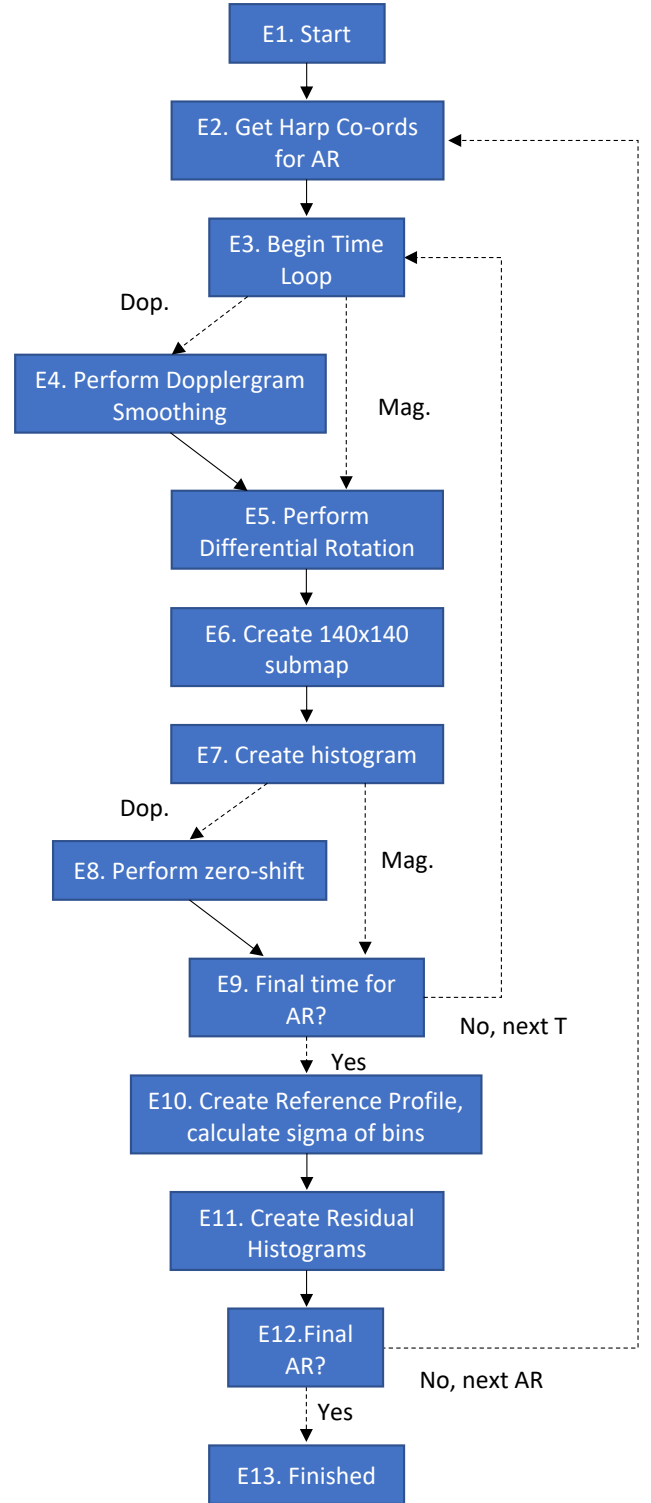 E1. Start
E2. Get Harp Co-ords
for AR
E3. Begin Time
Loop
Dop.
E4. Perform Dopplergram
Smoothing
Mag.
E5. Perform
Differential Rotation
E6. Create 140x140
submap
E7. Create histogram
Dop.
E8. Perform zero-shift
Mag.
E9. Final time for
AR?
No, next T
Yes
E10. Create Reference Profile,
calculate sigma of bins
E11. Create Residual
Histograms
E12.Final
AR?
No, next AR
Yes
E13. Finished